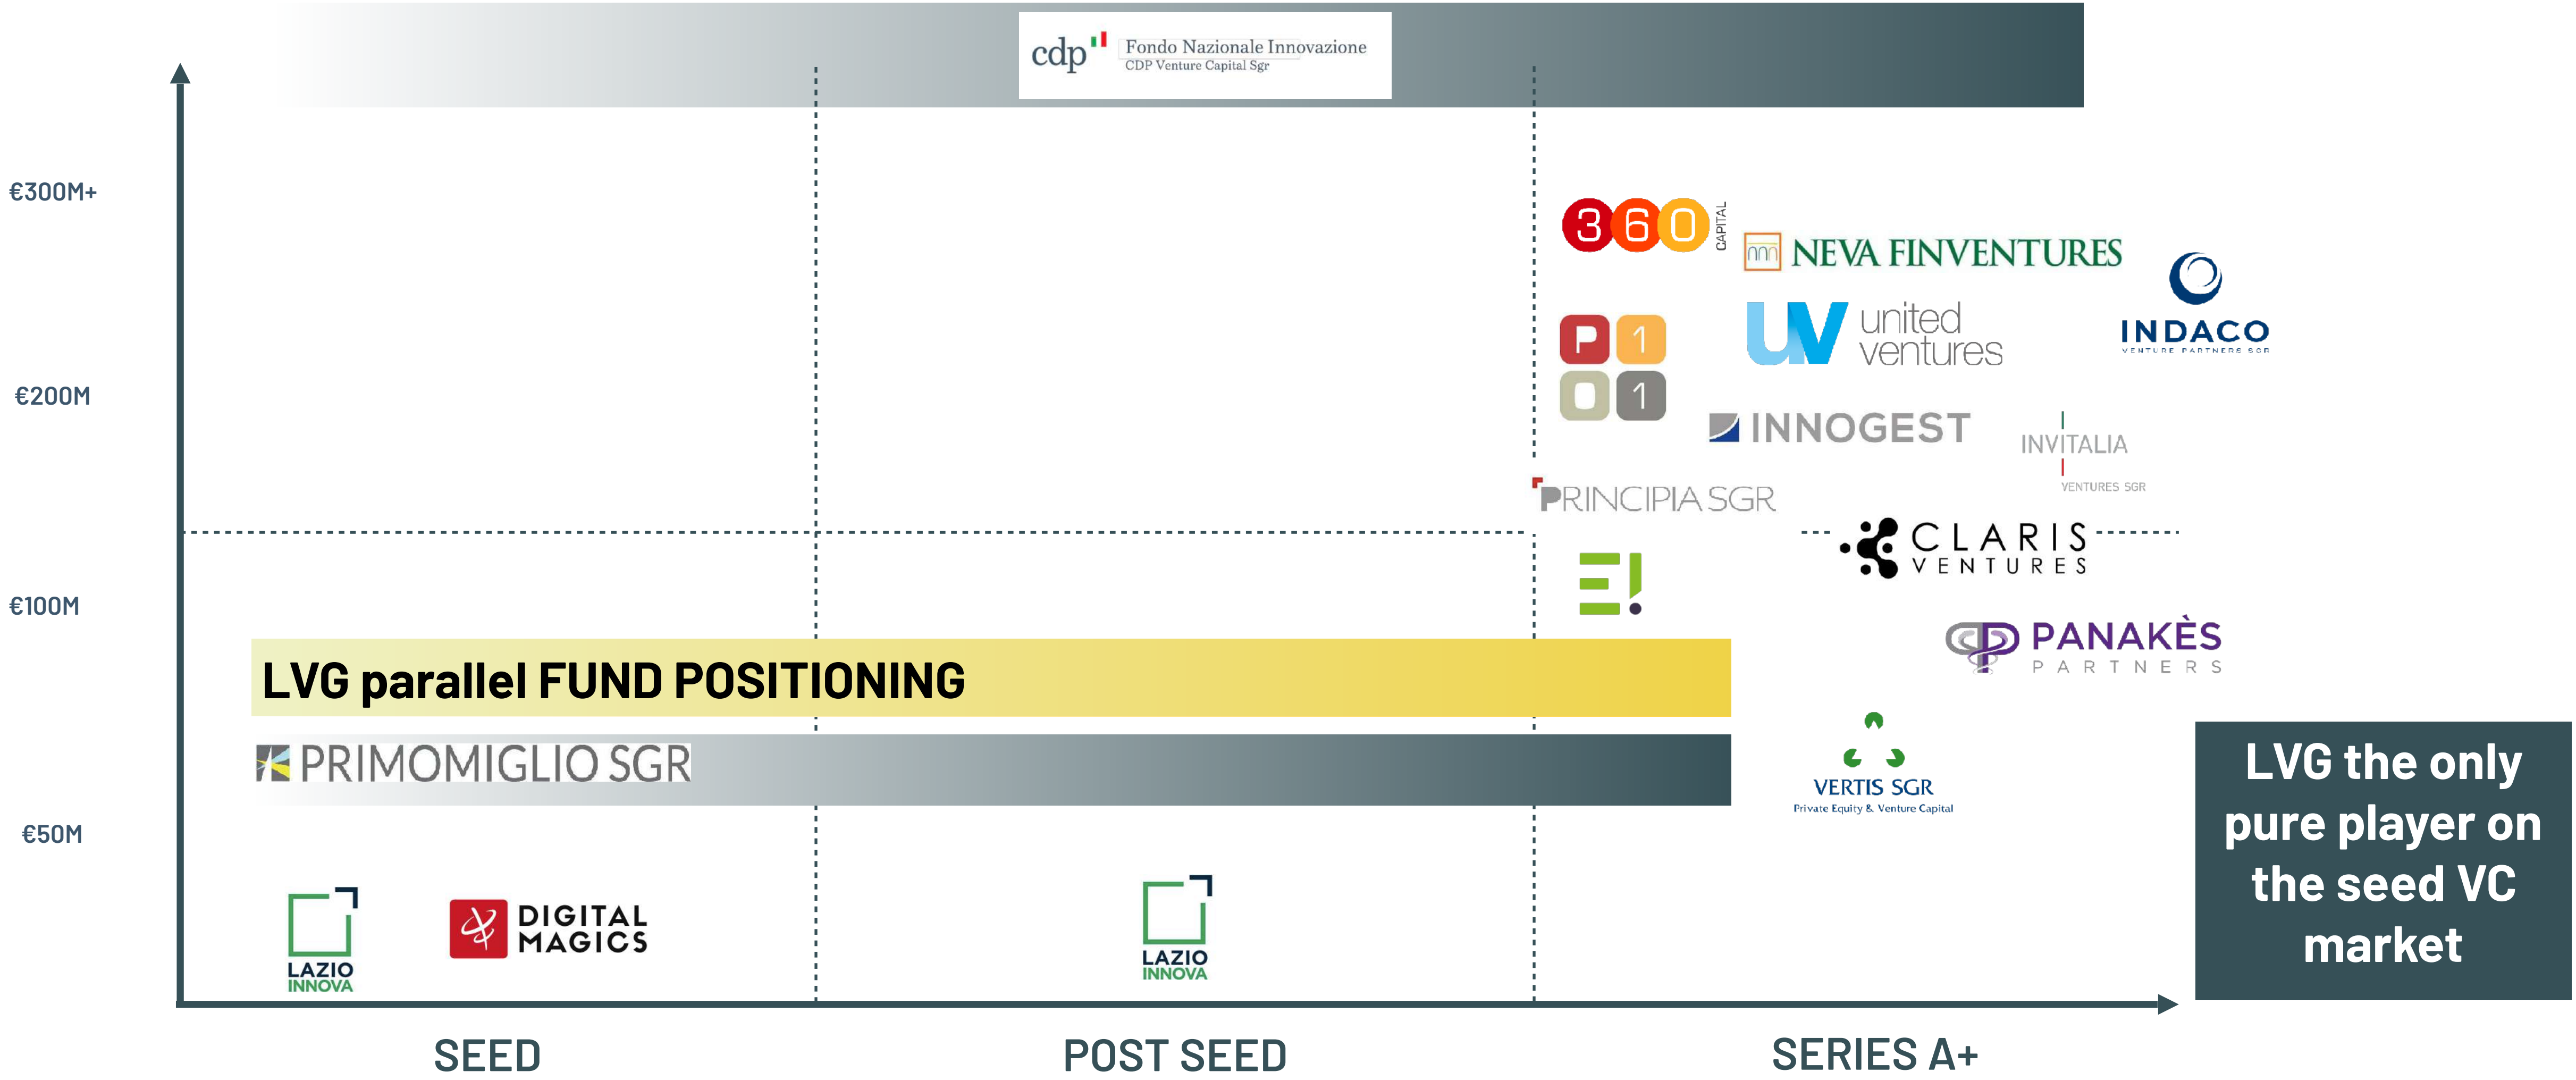 cdp Fondo Nazionale Innovazione
CDP Venture Capital Sgr
€300M+
360 CAPITAL
NEVA FINVENTURES
INDACO
VENTURE PARTNERS SGR
P1
01
united
ventures
€200M
INNOGEST
INVITALIA
VENTURES SGR
PRINCIPIA SGR
CLARIS
VENTURES
E!
€100M
PANAKÈS
PARTNERS
LVG parallel FUND POSITIONING
PRIMOMIGLIO SGR
VERTIS SGR
Private Equity & Venture Capital
LVG the only
pure player on
the seed VC
market
€50M
LAZIO
INNOVA
DIGITAL
MAGICS
LAZIO
INNOVA
SEED
POST SEED
SERIES A+